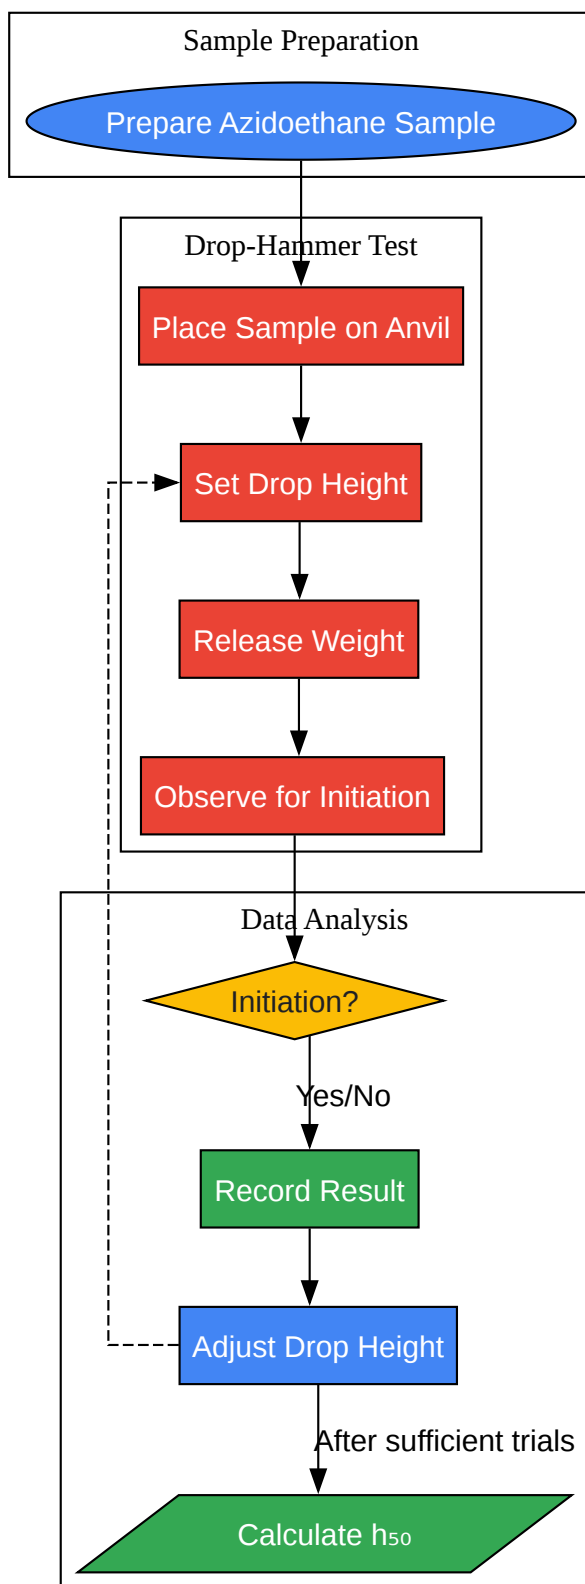 Sample Preparation
Prepare Azidoethane Sample
Drop-Hammer Test
Place Sample on Anvil
Set Drop Height
Release Weight
Observe for Initiation
Data Analysis
Initiation?
Yes/No
Record Result
Adjust Drop Height
After sufficient trials
Calculate h₅₀